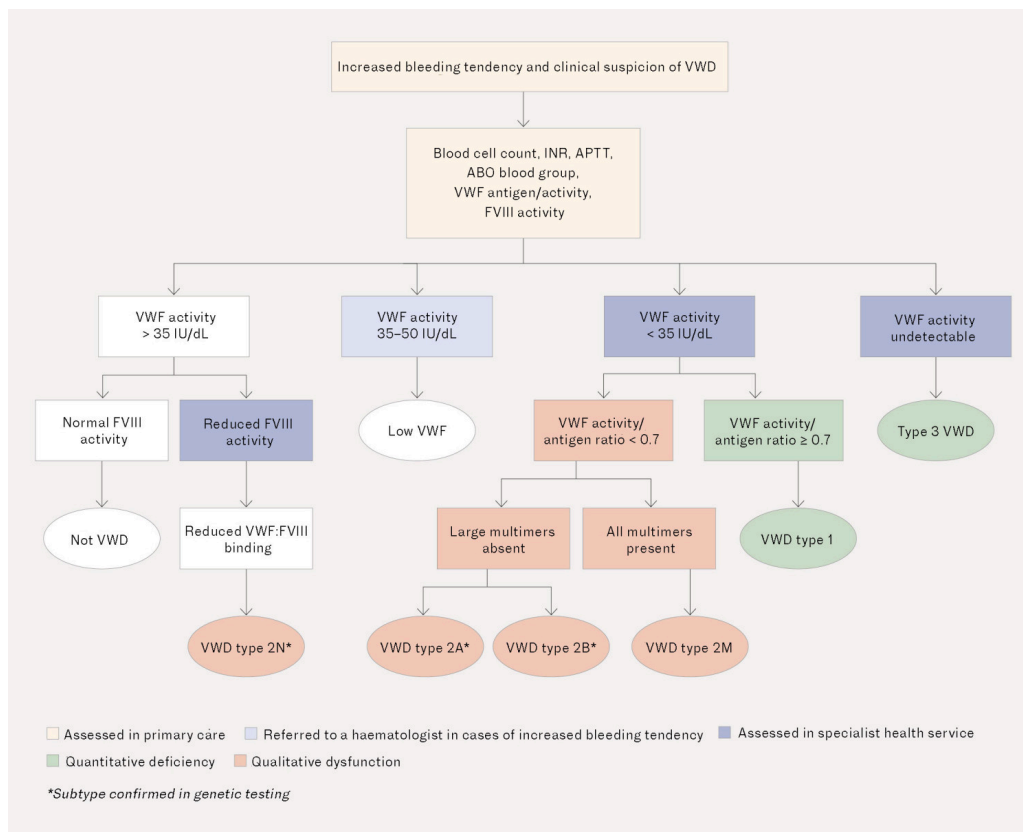 Increased bleeding tendency and clinical suspicion of VWD
Blood cell count, INR, APTT,
ABO blood group,
VWF antigen/activity,
FVIII activity
VWF activity
> 35 IU/dL
VWF activity
35–50 IU/dL
VWF activity
< 35 IU/dL
VWF activity
undetectable
Normal FVIII
activity
Reduced FVIII
activity
Low VWF
VWF activity/
antigen ratio < 0.7
VWF activity/
antigen ratio ≥ 0.7
Type 3 VWD
Not VWD
Reduced VWF:FVIII
binding
Large multimers
absent
All multimers
present
VWD type 1
VWD type 2N*
VWD type 2A*
VWD type 2B*
VWD type 2M
Assessed in primary care
Referred to a haematologist in cases of increased bleeding tendency
Assessed in specialist health service
Quantitative deficiency
Qualitative dysfunction
*Subtype confirmed in genetic testing